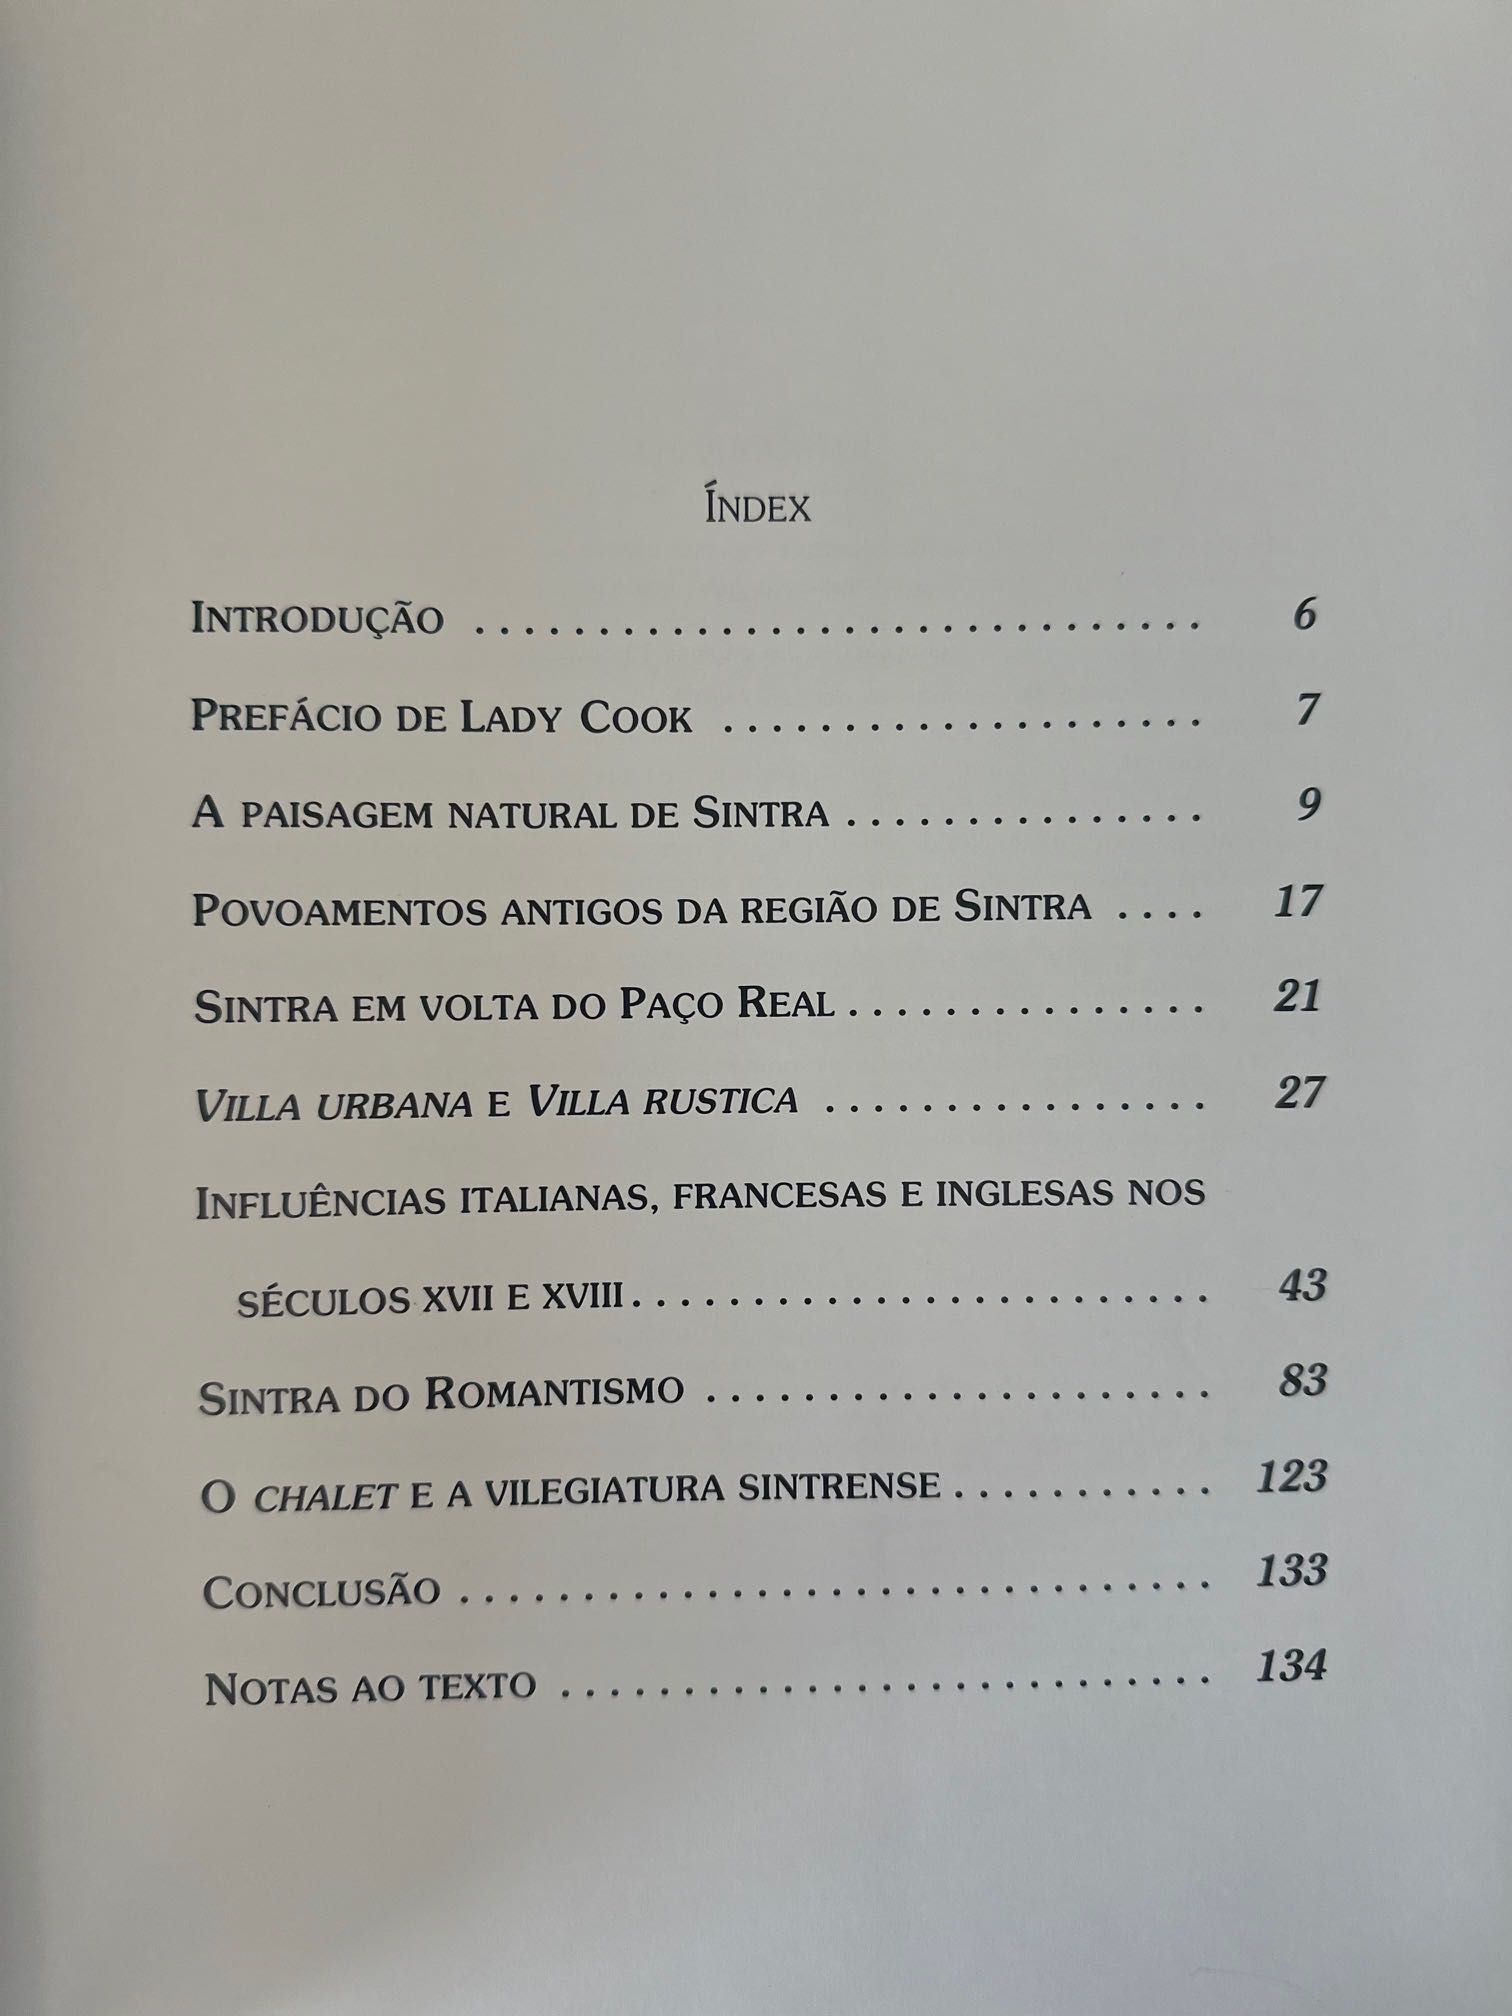 ÍNDEX
INTRODUÇÃO . . . . . . . . . . . . . . . . . . . . . . . . . . . . . . 6
PREFÁCIO DE LADY COOK . . . . . . . . . . . . . . . . . . . . 7
A PAISAGEM NATURAL DE SINTRA . . . . . . . . . . . . . . . 9
POVOAMENTOS ANTIGOS DA REGIÃO DE SINTRA . . . . 17
SINTRA EM VOLTA DO PAÇO REAL . . . . . . . . . . . . . . . 21
VILLA URBANA E VILLA RUSTICA . . . . . . . . . . . . . . . . 27
INFLUÊNCIAS ITALIANAS, FRANCESAS E INGLESAS NOS
SÉCULOS XVII E XVIII . . . . . . . . . . . . . . . . . . . . . . . . 43
SINTRA DO ROMANTISMO . . . . . . . . . . . . . . . . . . . . . 83
O CHALET E A VILEGIATURA SINTRENSE . . . . . . . . . . . 123
CONCLUSÃO . . . . . . . . . . . . . . . . . . . . . . . . . . . . . . . 133
NOTAS AO TEXTO . . . . . . . . . . . . . . . . . . . . . . . . . . . 134